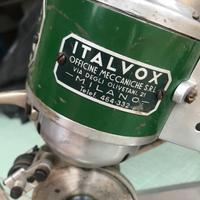 ITALVOX
OFFICINE MECCANICHE S.R.L.
VIA DEGLI OLIVETANI, 21
- MILANO -
Telef. 464-332